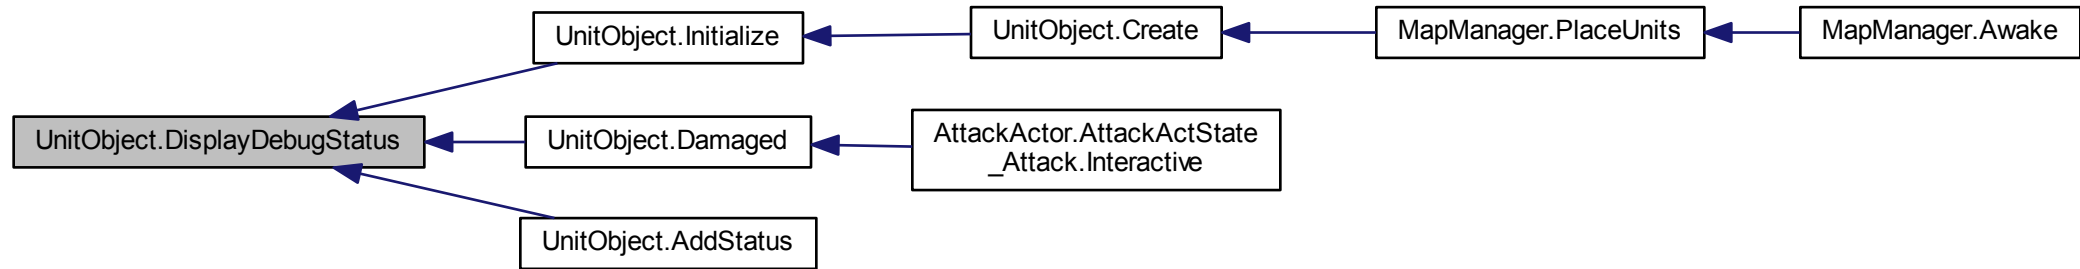 UnitObject.Initialize
UnitObject.Create
MapManager.PlaceUnits
MapManager.Awake
UnitObject.DisplayDebugStatus
UnitObject.Damaged
AttackActor.AttackActState
_Attack.Interactive
UnitObject.AddStatus